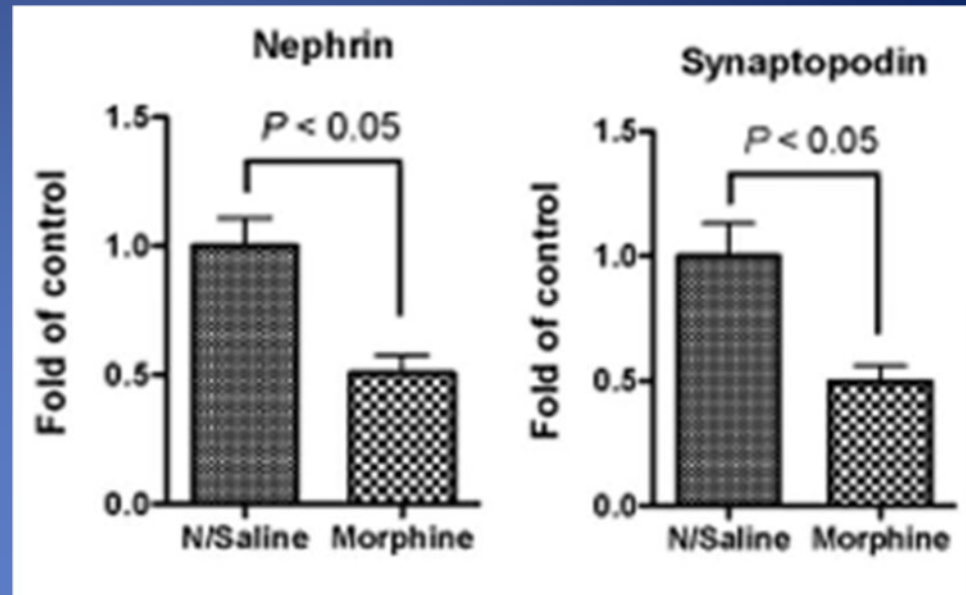 Nephrin
P < 0.05
1.5
1.0
0.5
0.0
Fold of control
N/Saline Morphine
Synaptopodin
P < 0.05
1.5
1.0
0.5
0.0
Fold of control
N/Saline Morphine